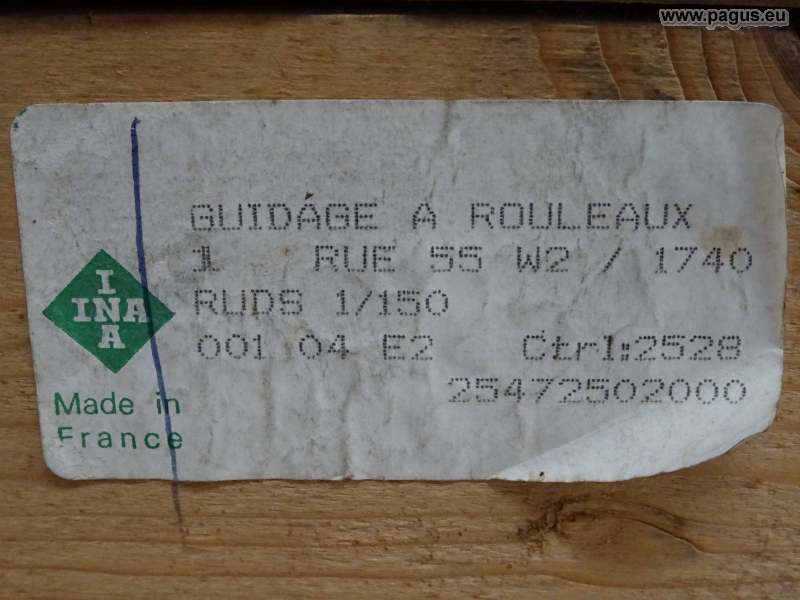 www.pagus.eu
GUIDÁGE A ROULEAUX
1 RUE 55 W2 / 1740
RUDS 1/150
001 04 E2 Ctrl:2528
25472502000
I
INA
A
Made in
France